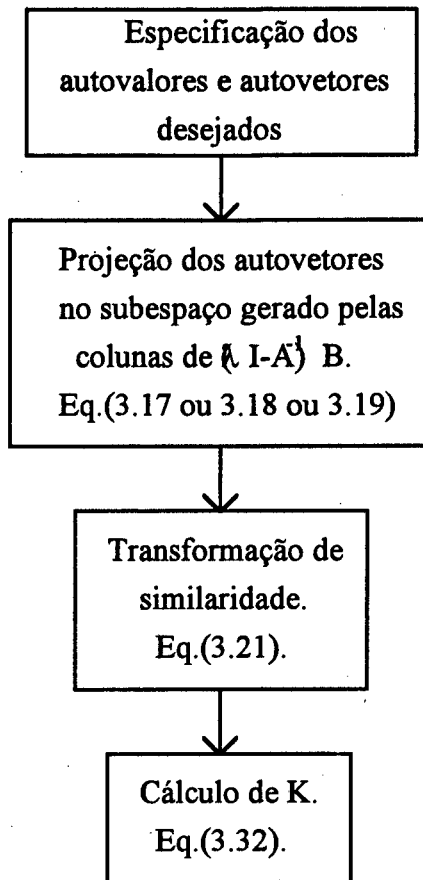 Especificação dos
autovalores e autovetores
desejados
Projeção dos autovetores
no subespaço gerado pelas
colunas de (λ I-A)⁻¹ B.
Eq.(3.17 ou 3.18 ou 3.19)
Transformação de
similaridade.
Eq.(3.21).
Cálculo de K.
Eq.(3.32).